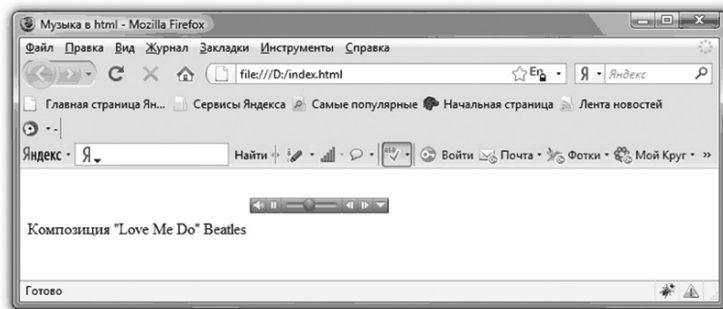 Музыка в html - Mozilla Firefox
Файл Правка Вид Журнал Закладки Инструменты Справка
file:///D:/index.html Я Яндекс
Главная страница Ян... Сервисы Яндекса Самые популярные Начальная страница Лента новостей
Яндекс Я Найти Войти Почта Фотки Мой Круг »
Композиция "Love Me Do" Beatles
Готово